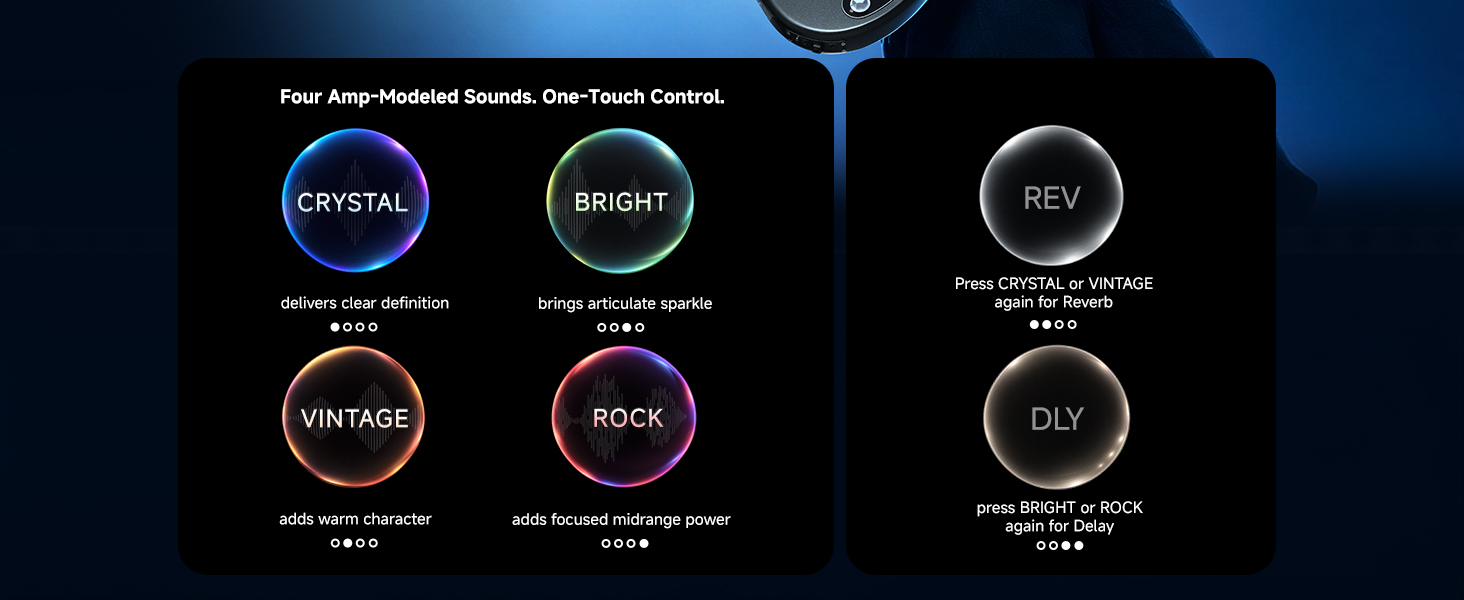 Four Amp-Modeled Sounds. One-Touch Control.
CRYSTAL
delivers clear definition
BRIGHT
brings articulate sparkle
VINTAGE
adds warm character
ROCK
adds focused midrange power
REV
Press CRYSTAL or VINTAGE
again for Reverb
DLY
press BRIGHT or ROCK
again for Delay